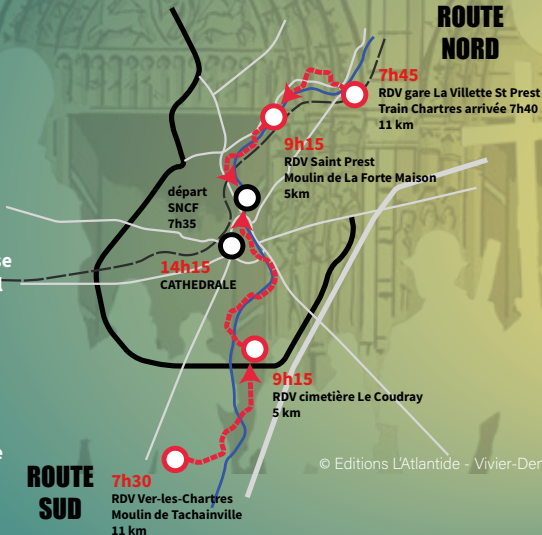 ROUTE
NORD
7h45
RDV gare La Villette St Prest
Train Chartres arrivée 7h40
11 km
9h15
RDV Saint Prest
Moulin de La Forte Maison
5km
départ
SNCF
7h35
14h15
CATHEDRALE
9h15
RDV cimetière Le Coudray
5 km
© Editions L'Atlantide - Vivier-Der
ROUTE
SUD
7h30
RDV Ver-les-Chartres
Moulin de Tachainville
11 km